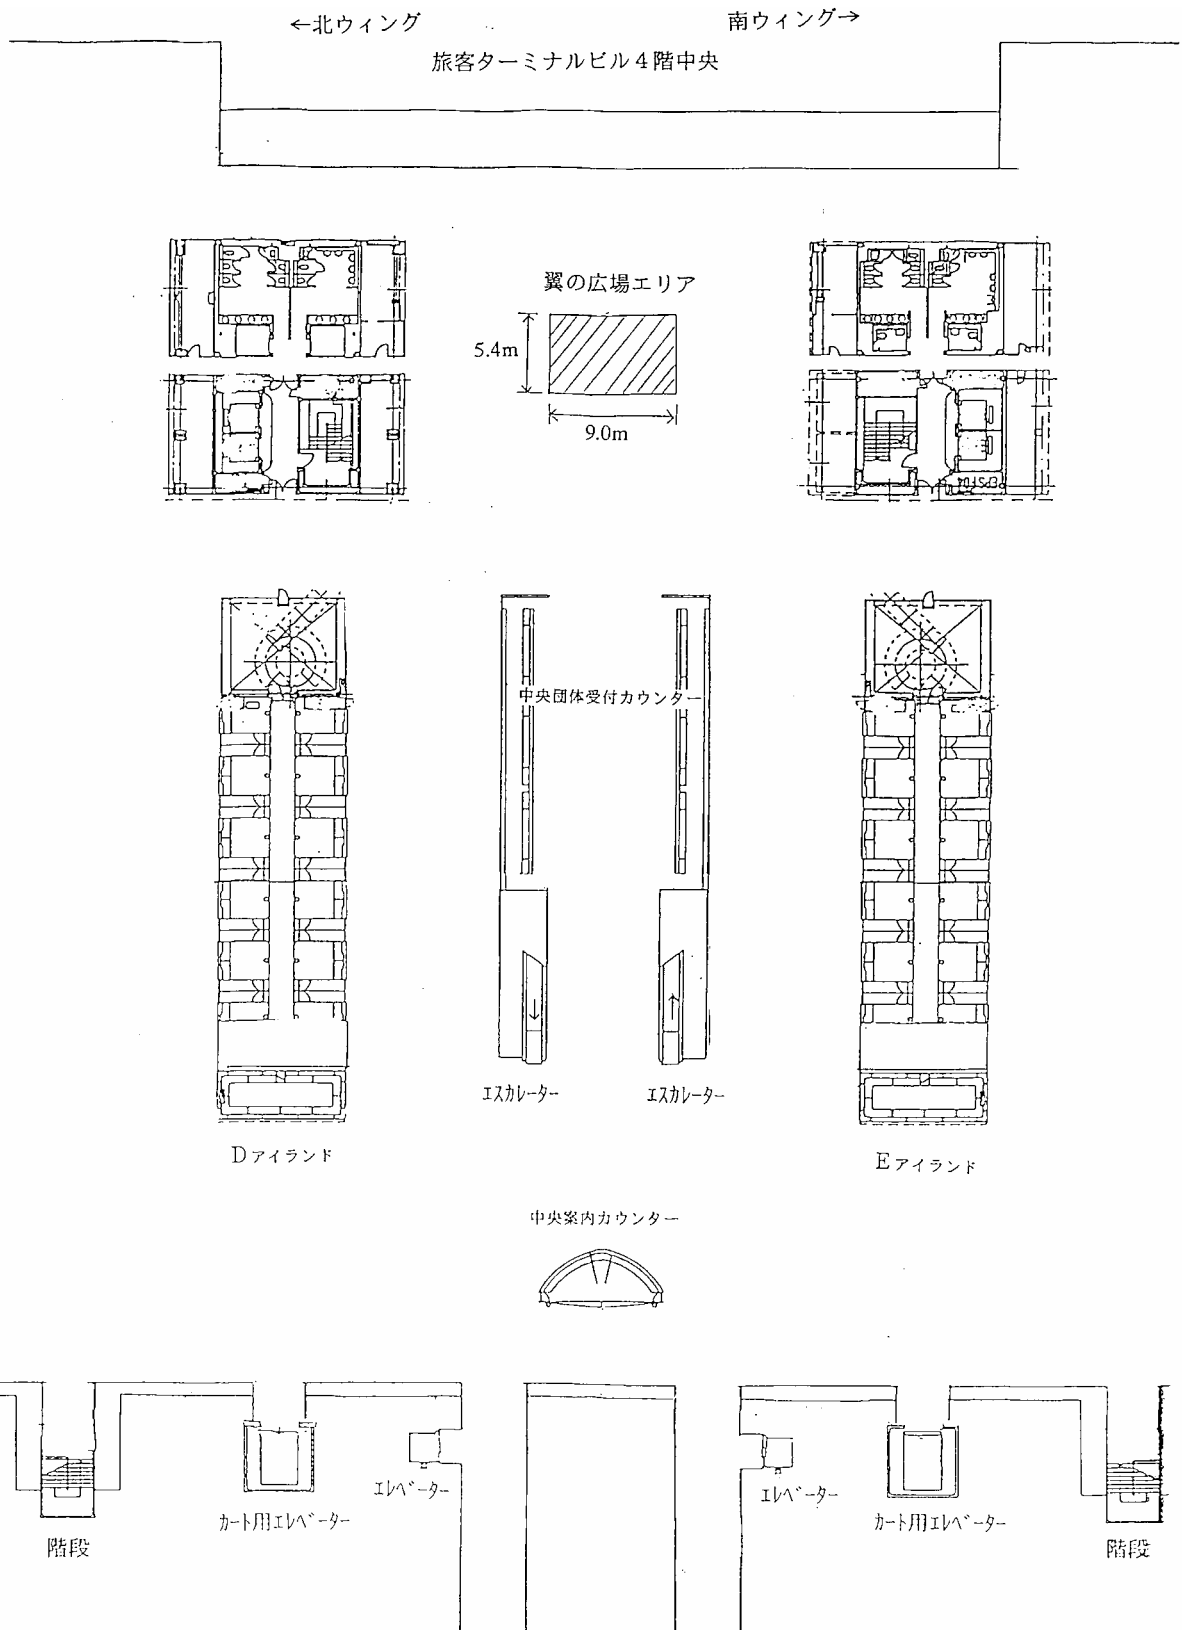 ←北ウィング
南ウィング→
旅客ターミナルビル４階中央
翼の広場エリア
5.4m
9.0m
中央団体受付カウンター
エスカレーター
エスカレーター
Dアイランド
Eアイランド
中央案内カウンター
エレベーター
エレベーター
カート用エレベーター
カート用エレベーター
階段
階段